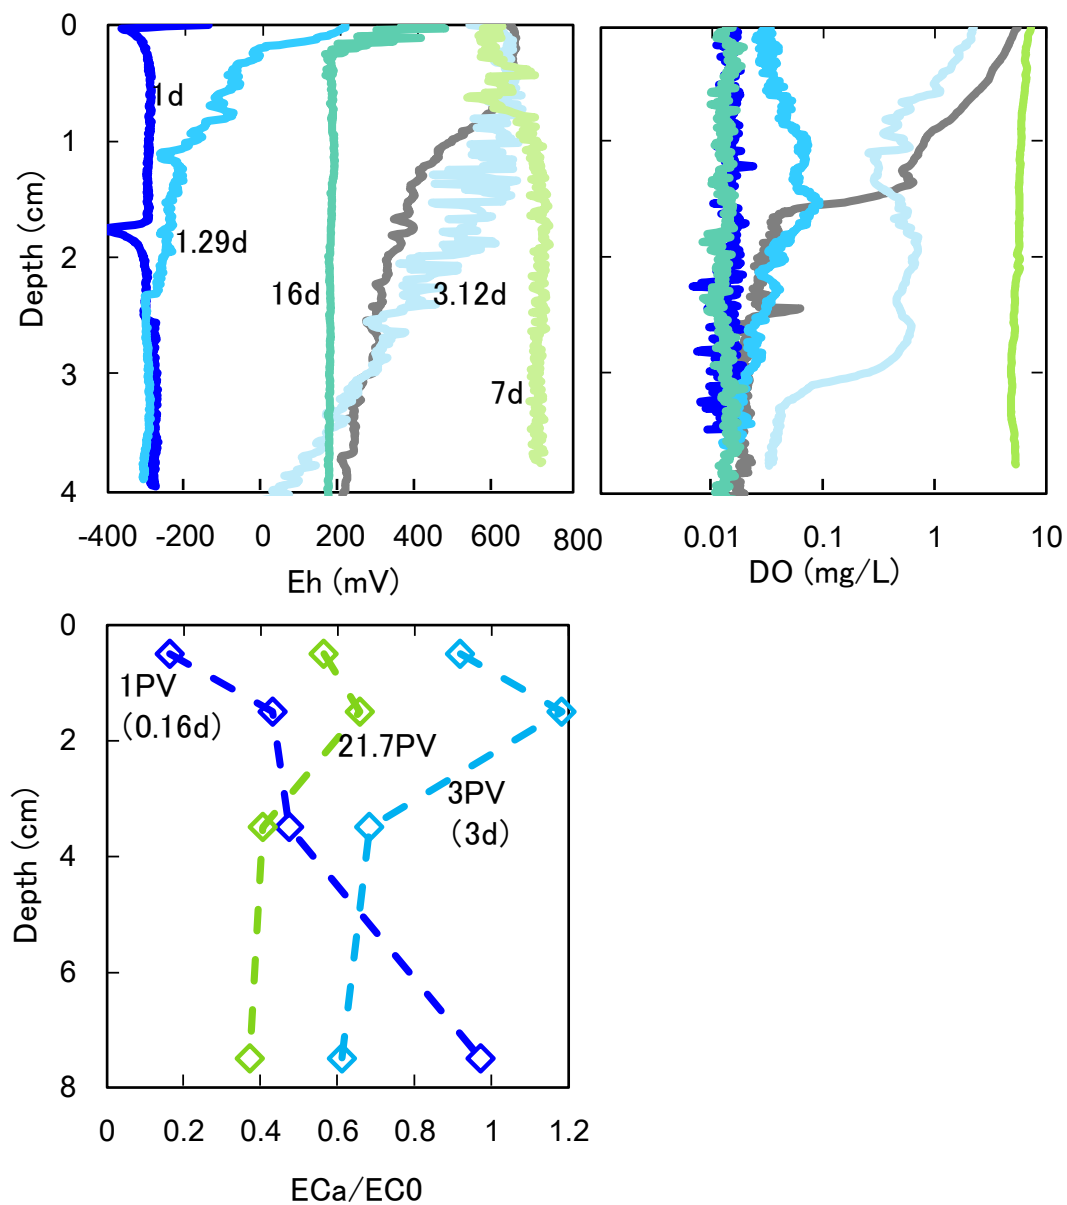 0
1
2
3
4
Depth (cm)
1d
1.29d
16d
3.12d
7d
-400 -200 0 200 400 600 800
Eh (mV)
0.01 0.1 1 10
DO (mg/L)
0
2
4
6
8
Depth (cm)
1PV
(0.16d)
21.7PV
3PV
(3d)
0 0.2 0.4 0.6 0.8 1 1.2
ECa/EC0